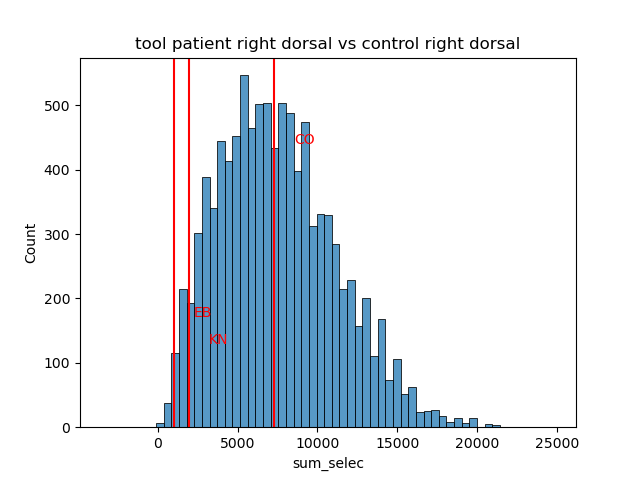 tool patient right dorsal vs control right dorsal
500
400
300
200
100
0
Count
CO
EB
KN
0 5000 10000 15000 20000 25000
sum_selec